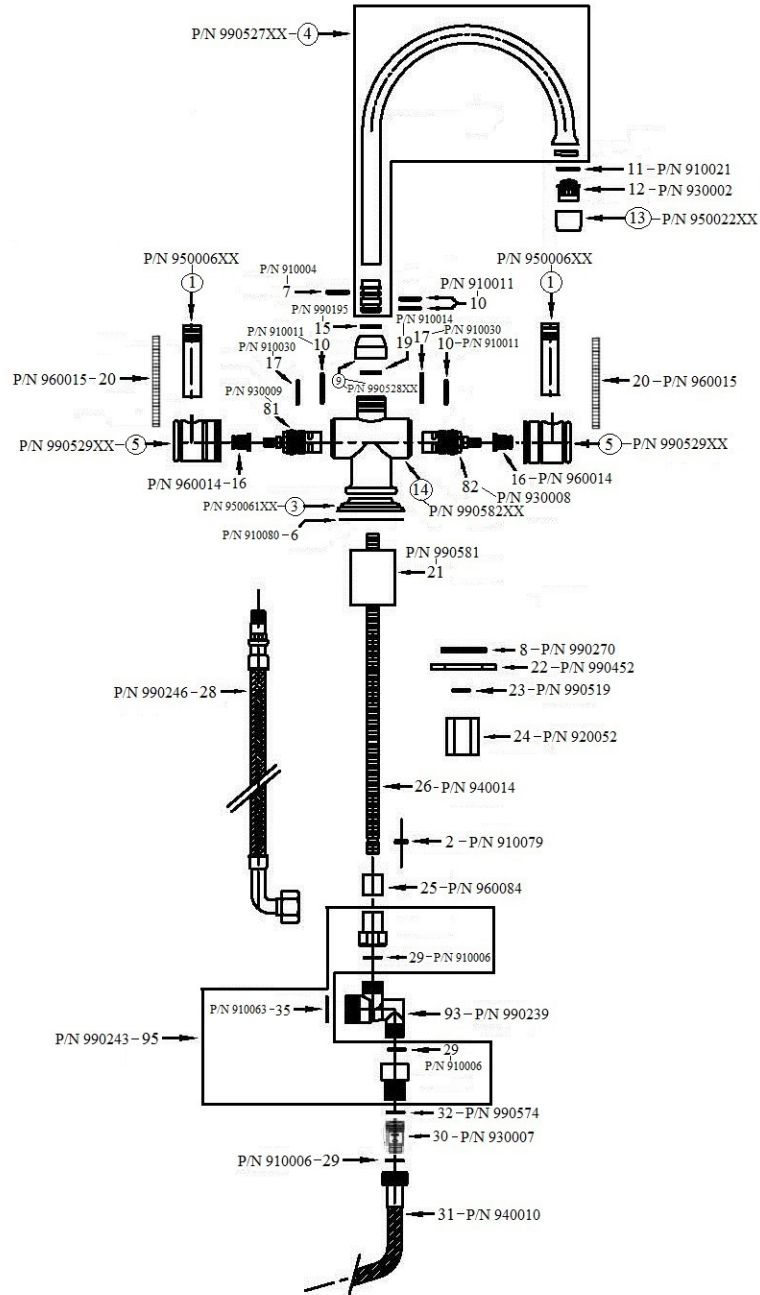 P/N 990527XX-4
11-P/N 910021
12-P/N 930002
13-P/N 950022XX
P/N 950006XX
1
P/N 950006XX
1
P/N 910004
7
P/N 910011
10
P/N 990195
15
P/N 910014
19
P/N 910011
10
P/N 910030
17
P/N 910030
17
10-P/N 910011
P/N 960015-20
20-P/N 960015
9
P/N 990528XX
P/N 930009
81
P/N 990529XX-5
5-P/N 990529XX
P/N 960014-16
16-P/N 960014
82
P/N 930008
14
P/N 990582XX
P/N 950061XX-3
P/N 910080-6
P/N 990581
21
8-P/N 990270
22-P/N 990452
23-P/N 990519
24-P/N 920052
P/N 990246-28
26-P/N 940014
2-P/N 910079
25-P/N 960084
29-P/N 910006
P/N 910063-35
93-P/N 990239
P/N 990243-95
29
P/N 910006
32-P/N 990574
30-P/N 930007
P/N 910006-29
31-P/N 940010